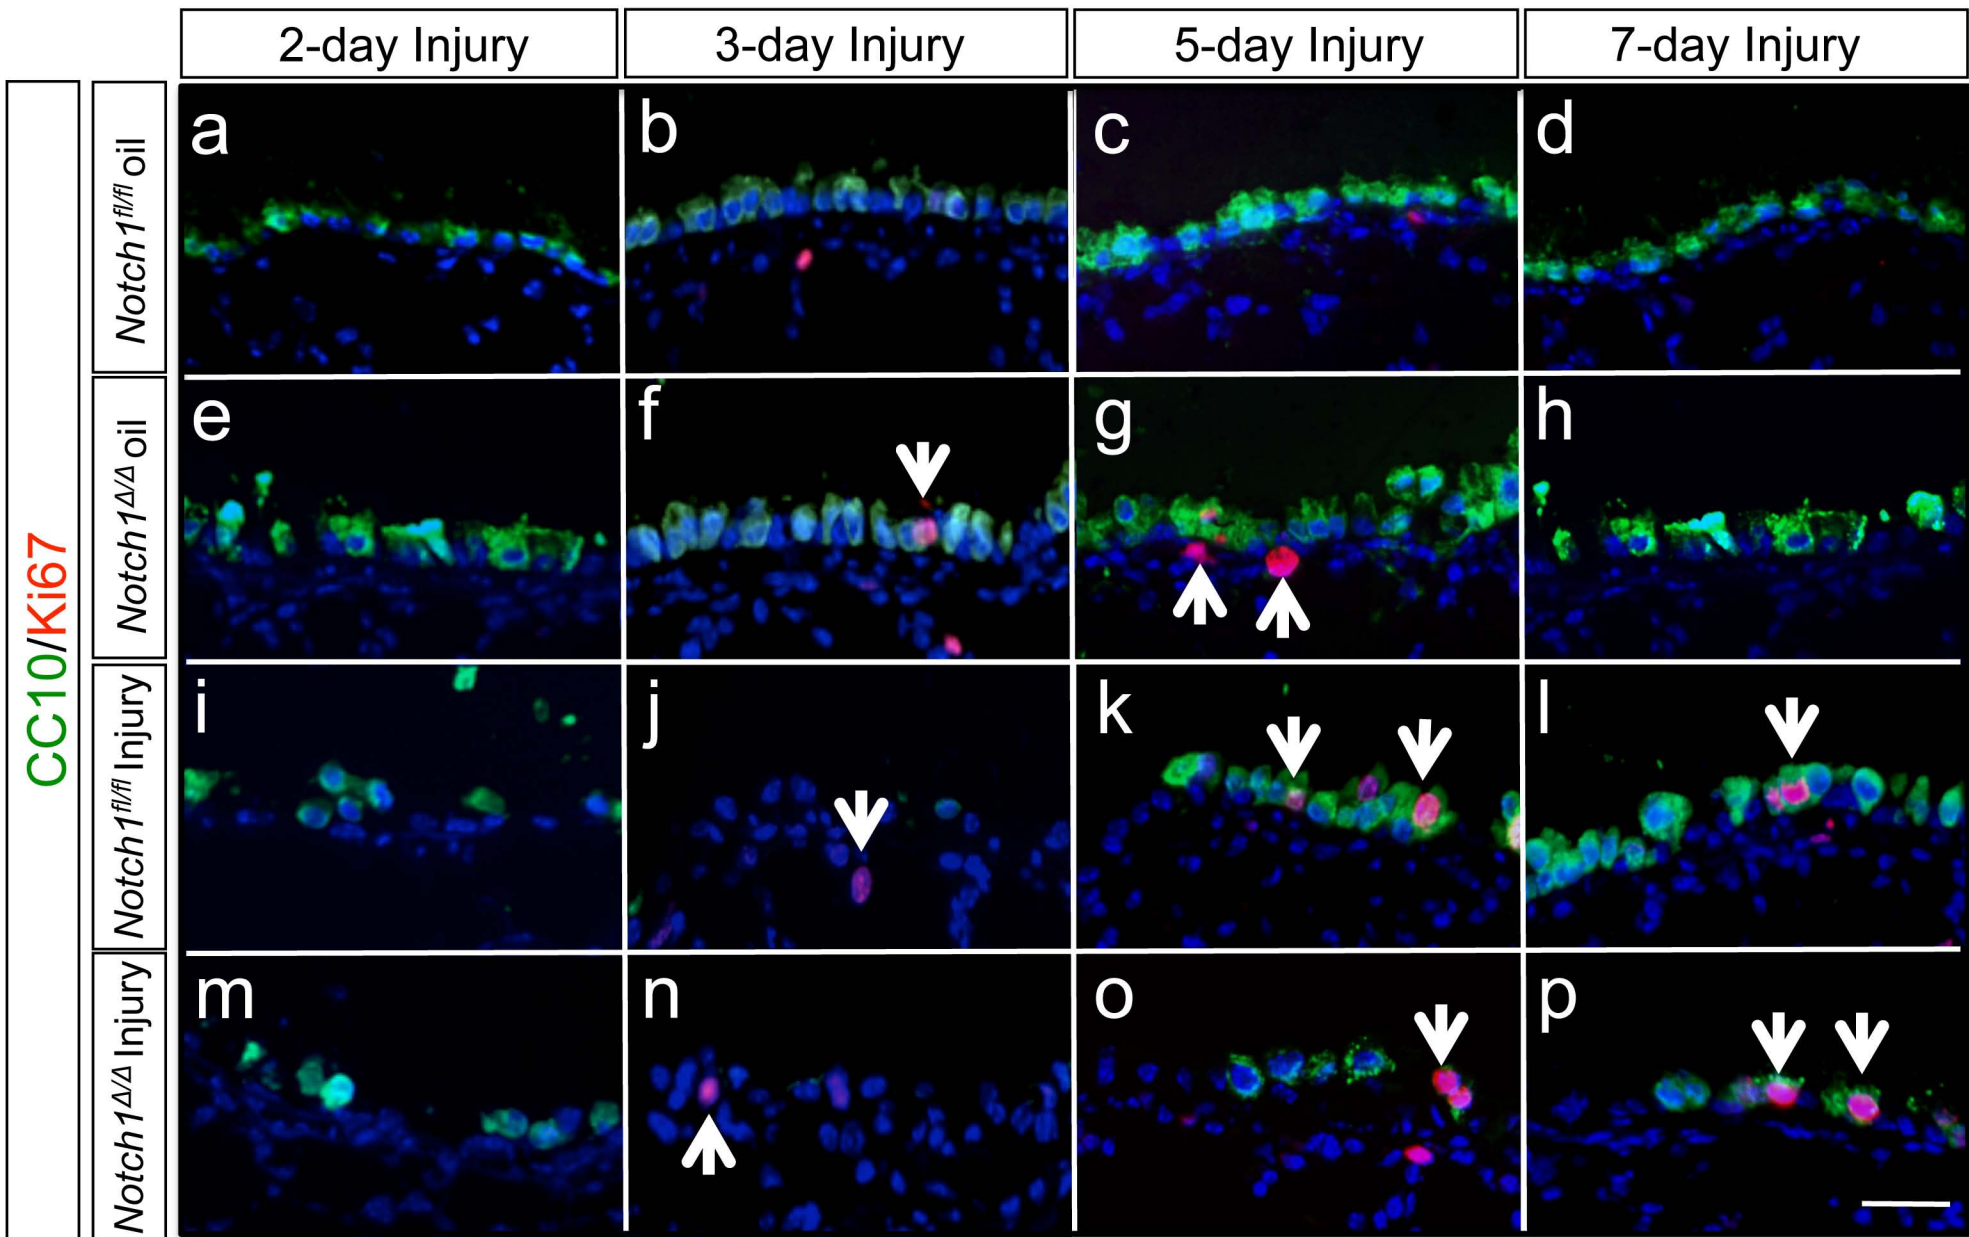 2-day Injury
3-day Injury
5-day Injury
7-day Injury
CC10/Ki67
Notch1fl/fl oil
a
b
c
d
Notch1Δ/Δ oil
e
f
g
h
Notch1fl/fl Injury
i
j
k
l
Notch1Δ/Δ Injury
m
n
o
p